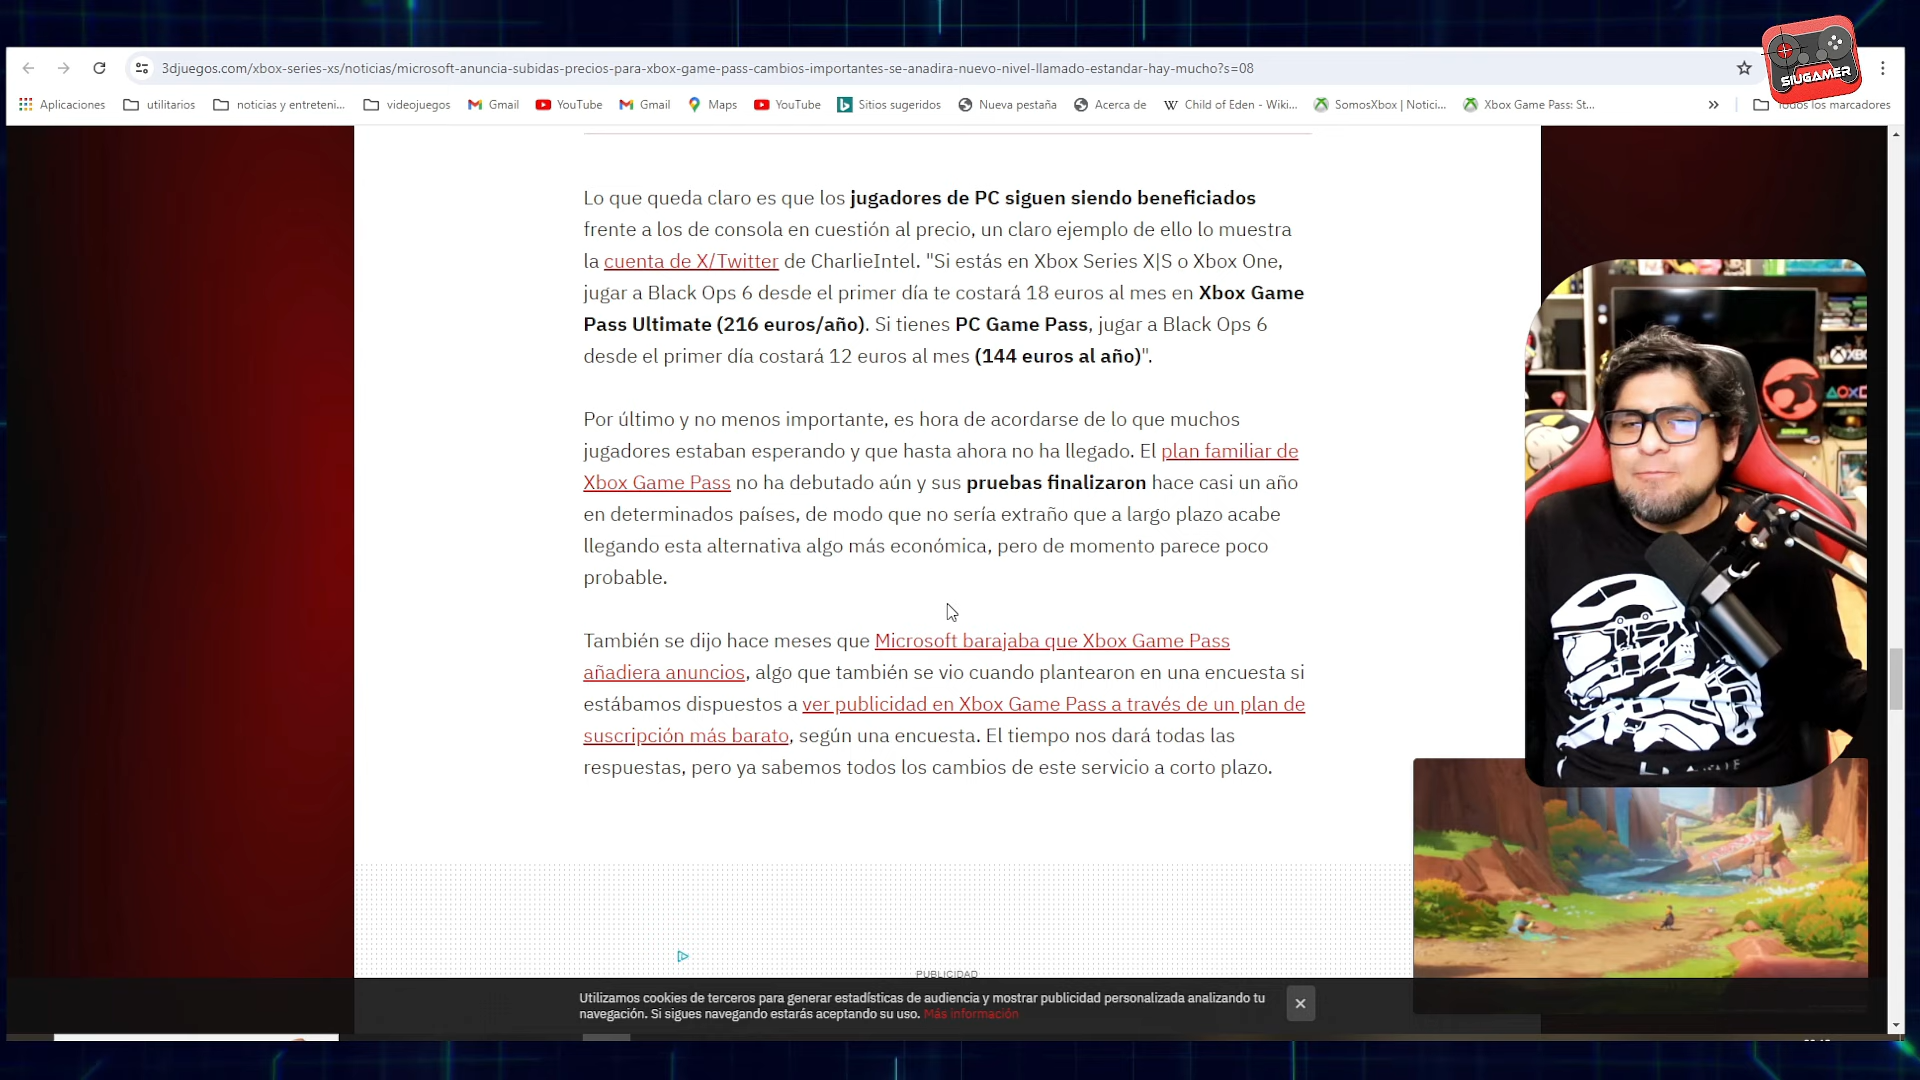 SIUGAMER
3djuegos.com/xbox-series-xs/noticias/microsoft-anuncia-subidas-precios-para-xbox-game-pass-cambios-importantes-se-anadira-nuevo-nivel-llamado-estandar-hay-mucho?s=08
Aplicaciones utilitarios noticias y entreteni... videojuegos Gmail YouTube Gmail Maps YouTube Sitios sugeridos Nueva pestaña Acerca de Child of Eden - Wiki... SomosXbox | Notici... Xbox Game Pass: St... » Todos los marcadores
Lo que queda claro es que los jugadores de PC siguen siendo beneficiados
frente a los de consola en cuestión al precio, un claro ejemplo de ello lo muestra
la cuenta de X/Twitter de CharlieIntel. "Si estás en Xbox Series X|S o Xbox One,
jugar a Black Ops 6 desde el primer día te costará 18 euros al mes en Xbox Game
Pass Ultimate (216 euros/año). Si tienes PC Game Pass, jugar a Black Ops 6
desde el primer día costará 12 euros al mes (144 euros al año)".
Por último y no menos importante, es hora de acordarse de lo que muchos
jugadores estaban esperando y que hasta ahora no ha llegado. El plan familiar de
Xbox Game Pass no ha debutado aún y sus pruebas finalizaron hace casi un año
en determinados países, de modo que no sería extraño que a largo plazo acabe
llegando esta alternativa algo más económica, pero de momento parece poco
probable.
También se dijo hace meses que Microsoft barajaba que Xbox Game Pass
añadiera anuncios, algo que también se vio cuando plantearon en una encuesta si
estábamos dispuestos a ver publicidad en Xbox Game Pass a través de un plan de
suscripción más barato, según una encuesta. El tiempo nos dará todas las
respuestas, pero ya sabemos todos los cambios de este servicio a corto plazo.
PUBLICIDAD
Utilizamos cookies de terceros para generar estadísticas de audiencia y mostrar publicidad personalizada analizando tu
navegación. Si sigues navegando estarás aceptando su uso. Más información